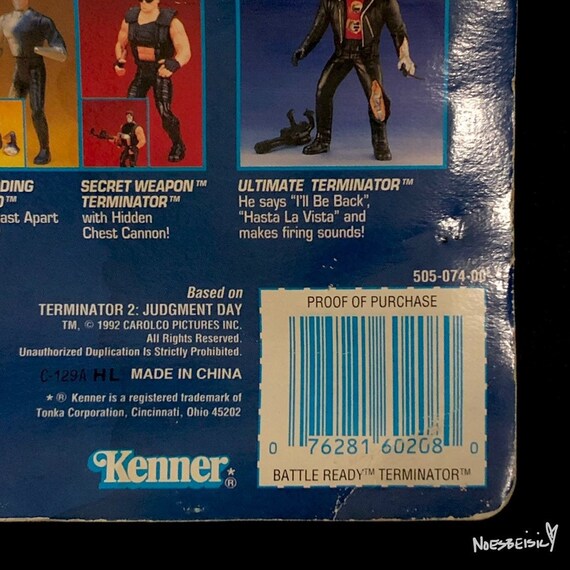 DING
ast Apart
SECRET WEAPON™
TERMINATOR™
with Hidden
Chest Cannon!
ULTIMATE TERMINATOR™
He says "I'll Be Back",
"Hasta La Vista" and
makes firing sounds!
505-074-00
Based on
TERMINATOR 2: JUDGMENT DAY
TM, © 1992 CAROLCO PICTURES INC.
All Rights Reserved.
Unauthorized Duplication Is Strictly Prohibited.
C-129A HL MADE IN CHINA
★ ® Kenner is a registered trademark of
Tonka Corporation, Cincinnati, Ohio 45202
Kenner ★ ®
PROOF OF PURCHASE
0 76281 60208 0
BATTLE READY™ TERMINATOR™
NOESBEISIC